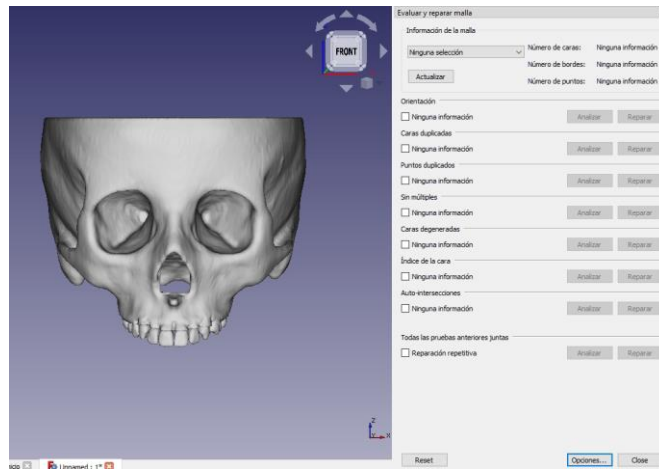 FRONT
Z
X
Unnamed : 1*
Evaluar y reparar malla
Información de la malla
Ninguna selección
Número de caras: Ninguna información
Número de bordes: Ninguna información
Actualizar
Número de puntos: Ninguna información
Orientación
Ninguna información Analizar Reparar
Caras duplicadas
Ninguna información Analizar Reparar
Puntos duplicados
Ninguna información Analizar Reparar
Sin múltiples
Ninguna información Analizar Reparar
Caras degeneradas
Ninguna información Analizar Reparar
Índice de la cara
Ninguna información Analizar Reparar
Auto-intersecciones
Ninguna información Analizar Reparar
Todas las pruebas anteriores juntas
Reparación repetitiva Analizar Reparar
Reset Opciones... Close